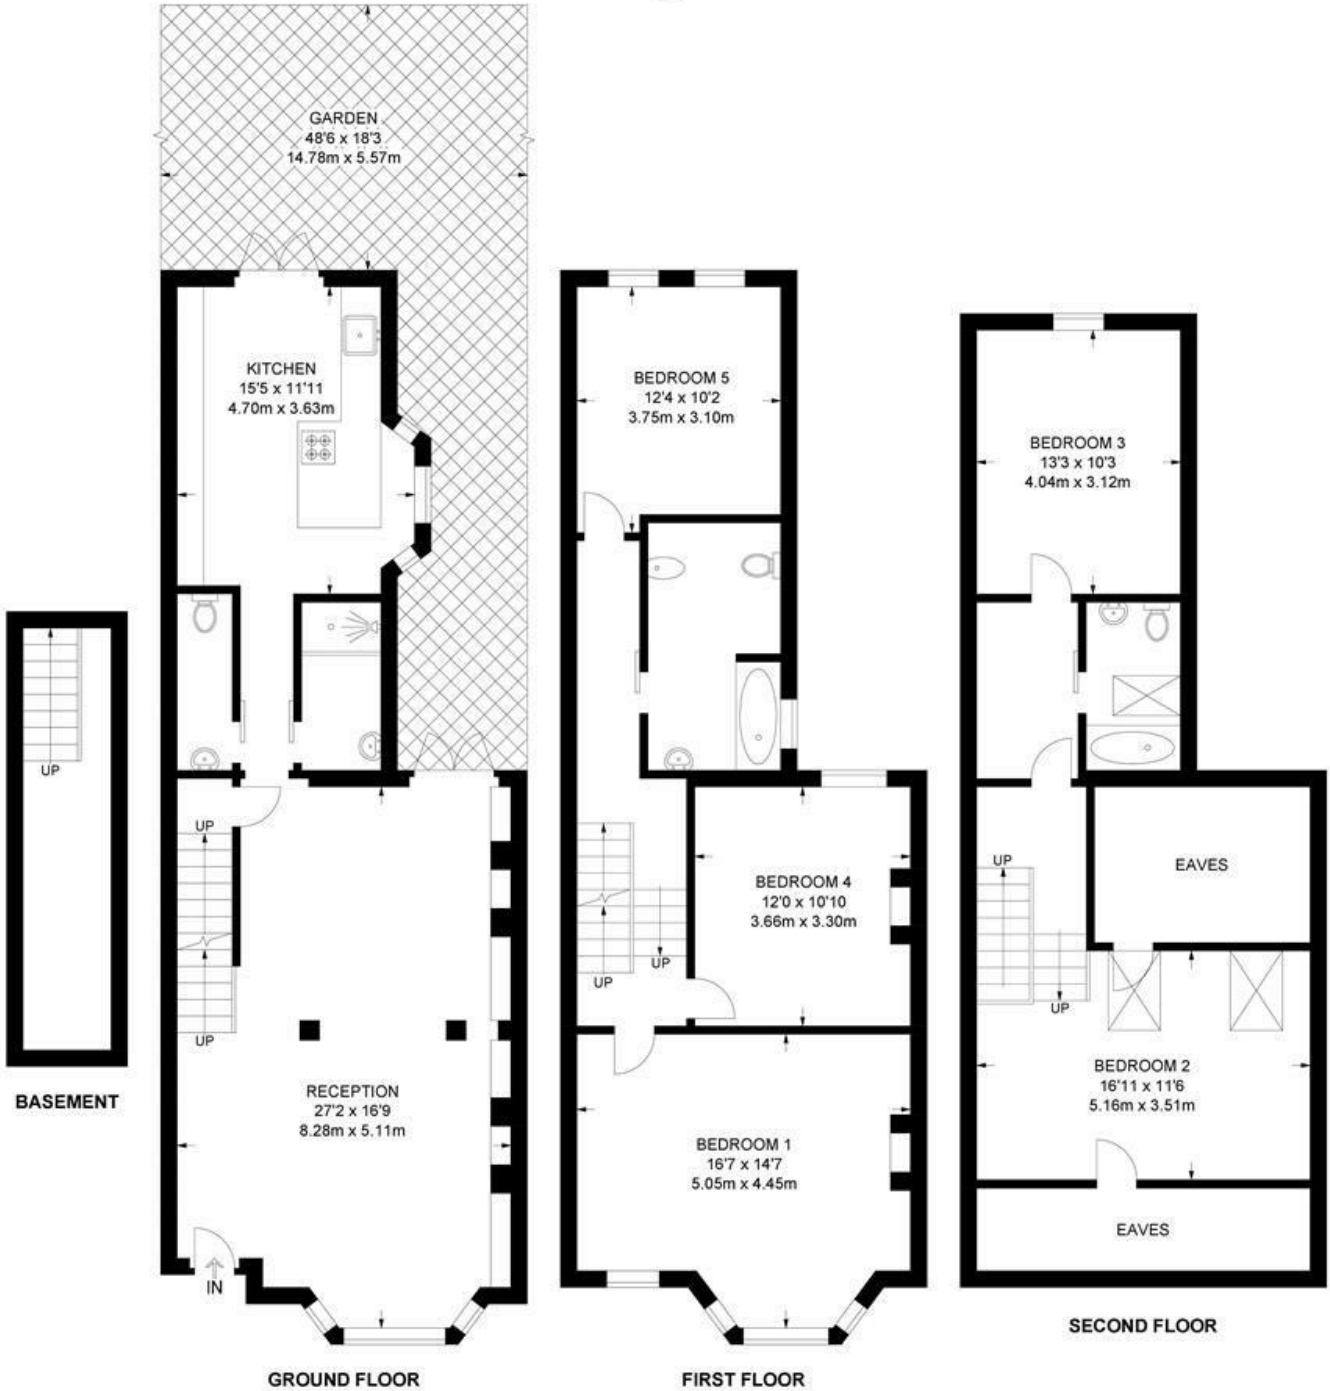 GARDEN
48'6 x 18'3
14.78m x 5.57m
KITCHEN
15'5 x 11'11
4.70m x 3.63m
UP
UP
UP
RECEPTION
27'2 x 16'9
8.28m x 5.11m
IN
BASEMENT
GROUND FLOOR
BEDROOM 5
12'4 x 10'2
3.75m x 3.10m
BEDROOM 4
12'0 x 10'10
3.66m x 3.30m
UP
UP
BEDROOM 1
16'7 x 14'7
5.05m x 4.45m
FIRST FLOOR
BEDROOM 3
13'3 x 10'3
4.04m x 3.12m
EAVES
UP
UP
BEDROOM 2
16'11 x 11'6
5.16m x 3.51m
EAVES
SECOND FLOOR